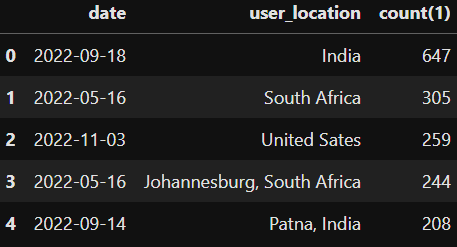 date user_location count(1)
0 2022-09-18 India 647
1 2022-05-16 South Africa 305
2 2022-11-03 United Sates 259
3 2022-05-16 Johannesburg, South Africa 244
4 2022-09-14 Patna, India 208